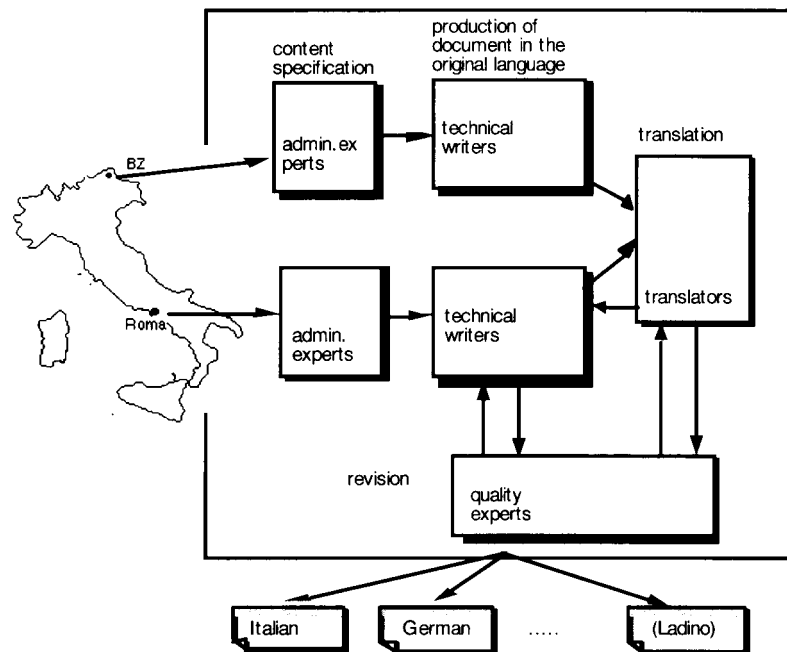 content
specification
production of
document in the
original language
admin.ex
perts
technical
writers
translation
BZ
translators
Roma
admin.
experts
technical
writers
revision
quality
experts
Italian
German
.....
(Ladino)